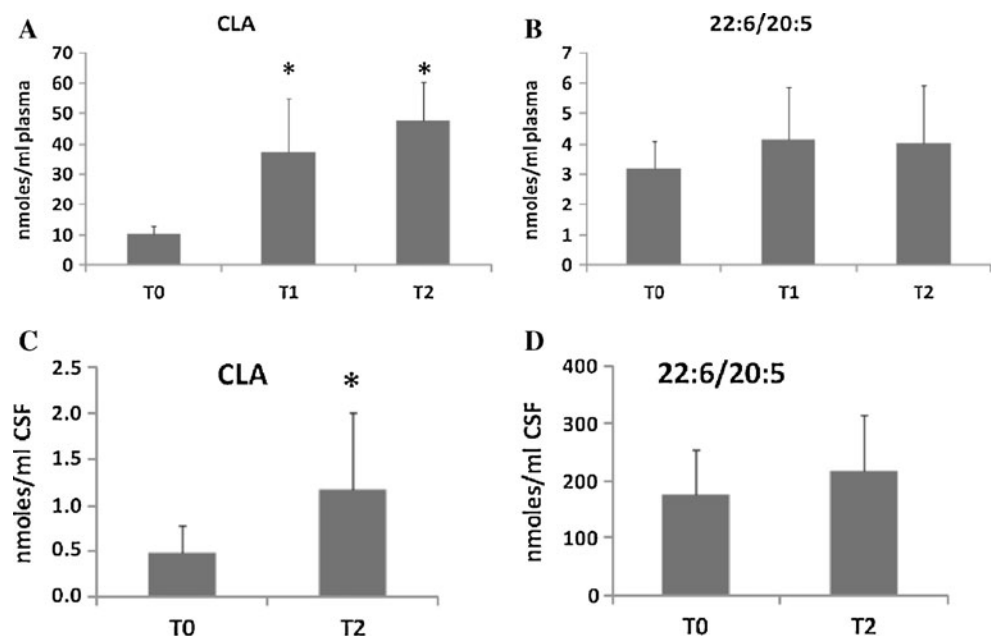 A
CLA
nmoles/ml plasma
70
60
50
40
30
20
10
0
*
*
T0 T1 T2
B
22:6/20:5
nmoles/ml plasma
7
6
5
4
3
2
1
0
T0 T1 T2
C
CLA
nmoles/ml CSF
2.5
2.0
1.5
1.0
0.5
0.0
*
T0 T2
D
22:6/20:5
nmoles/ml CSF
400
300
200
100
0
T0 T2